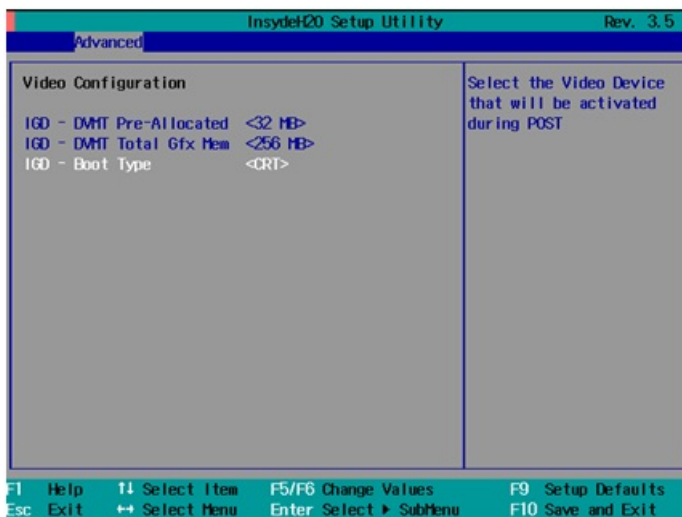 InsydeH2O Setup Utility Rev. 3.5
Advanced
Video Configuration
IGD - DVMT Pre-Allocated <32 MB>
IGD - DVMT Total Gfx Mem <256 MB>
IGD - Boot Type <CRT>
Select the Video Device
that will be activated
during POST
F1 Help ↑↓ Select Item F5/F6 Change Values F9 Setup Defaults
Esc Exit ↔ Select Menu Enter Select ▶ SubMenu F10 Save and Exit